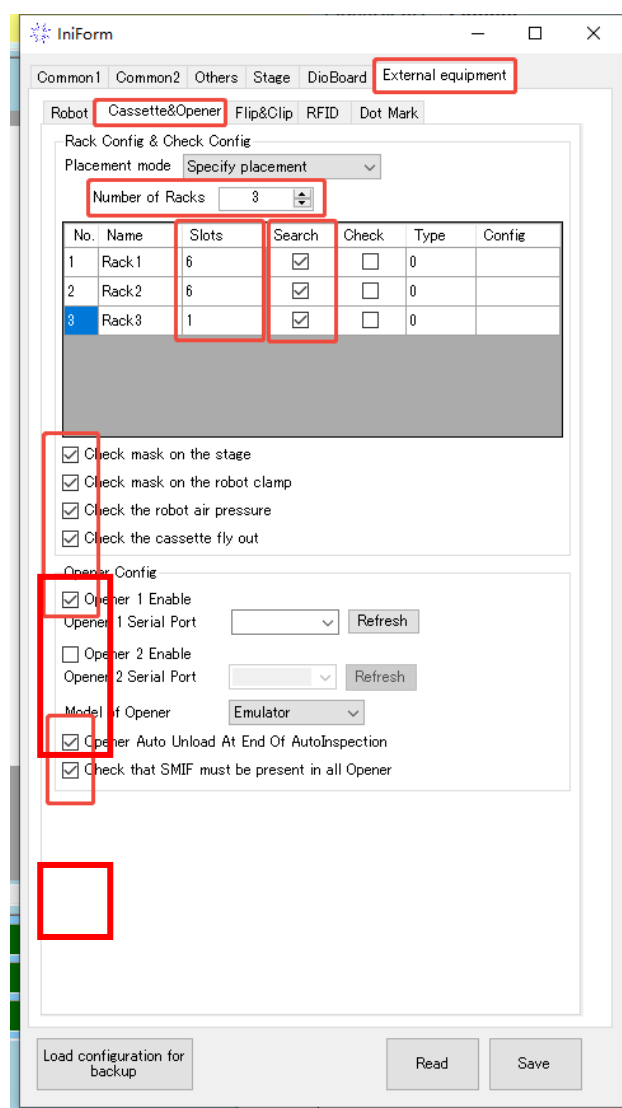 IniForm
Common1 Common2 Others Stage DioBoard External equipment
Robot Cassette&Opener Flip&Clip RFID Dot Mark
Rack Config & Check Config
Placement mode Specify placement
Number of Racks 3
No. Name Slots Search Check Type Config
1 Rack1 6 0
2 Rack2 6 0
3 Rack3 1 0
Check mask on the stage
Check mask on the robot clamp
Check the robot air pressure
Check the cassette fly out
Opener Config
Opener 1 Enable
Opener 1 Serial Port Refresh
Opener 2 Enable
Opener 2 Serial Port Refresh
Model of Opener Emulator
Opener Auto Unload At End Of AutoInspection
Check that SMIF must be present in all Opener
Load configuration for
backup
Read Save